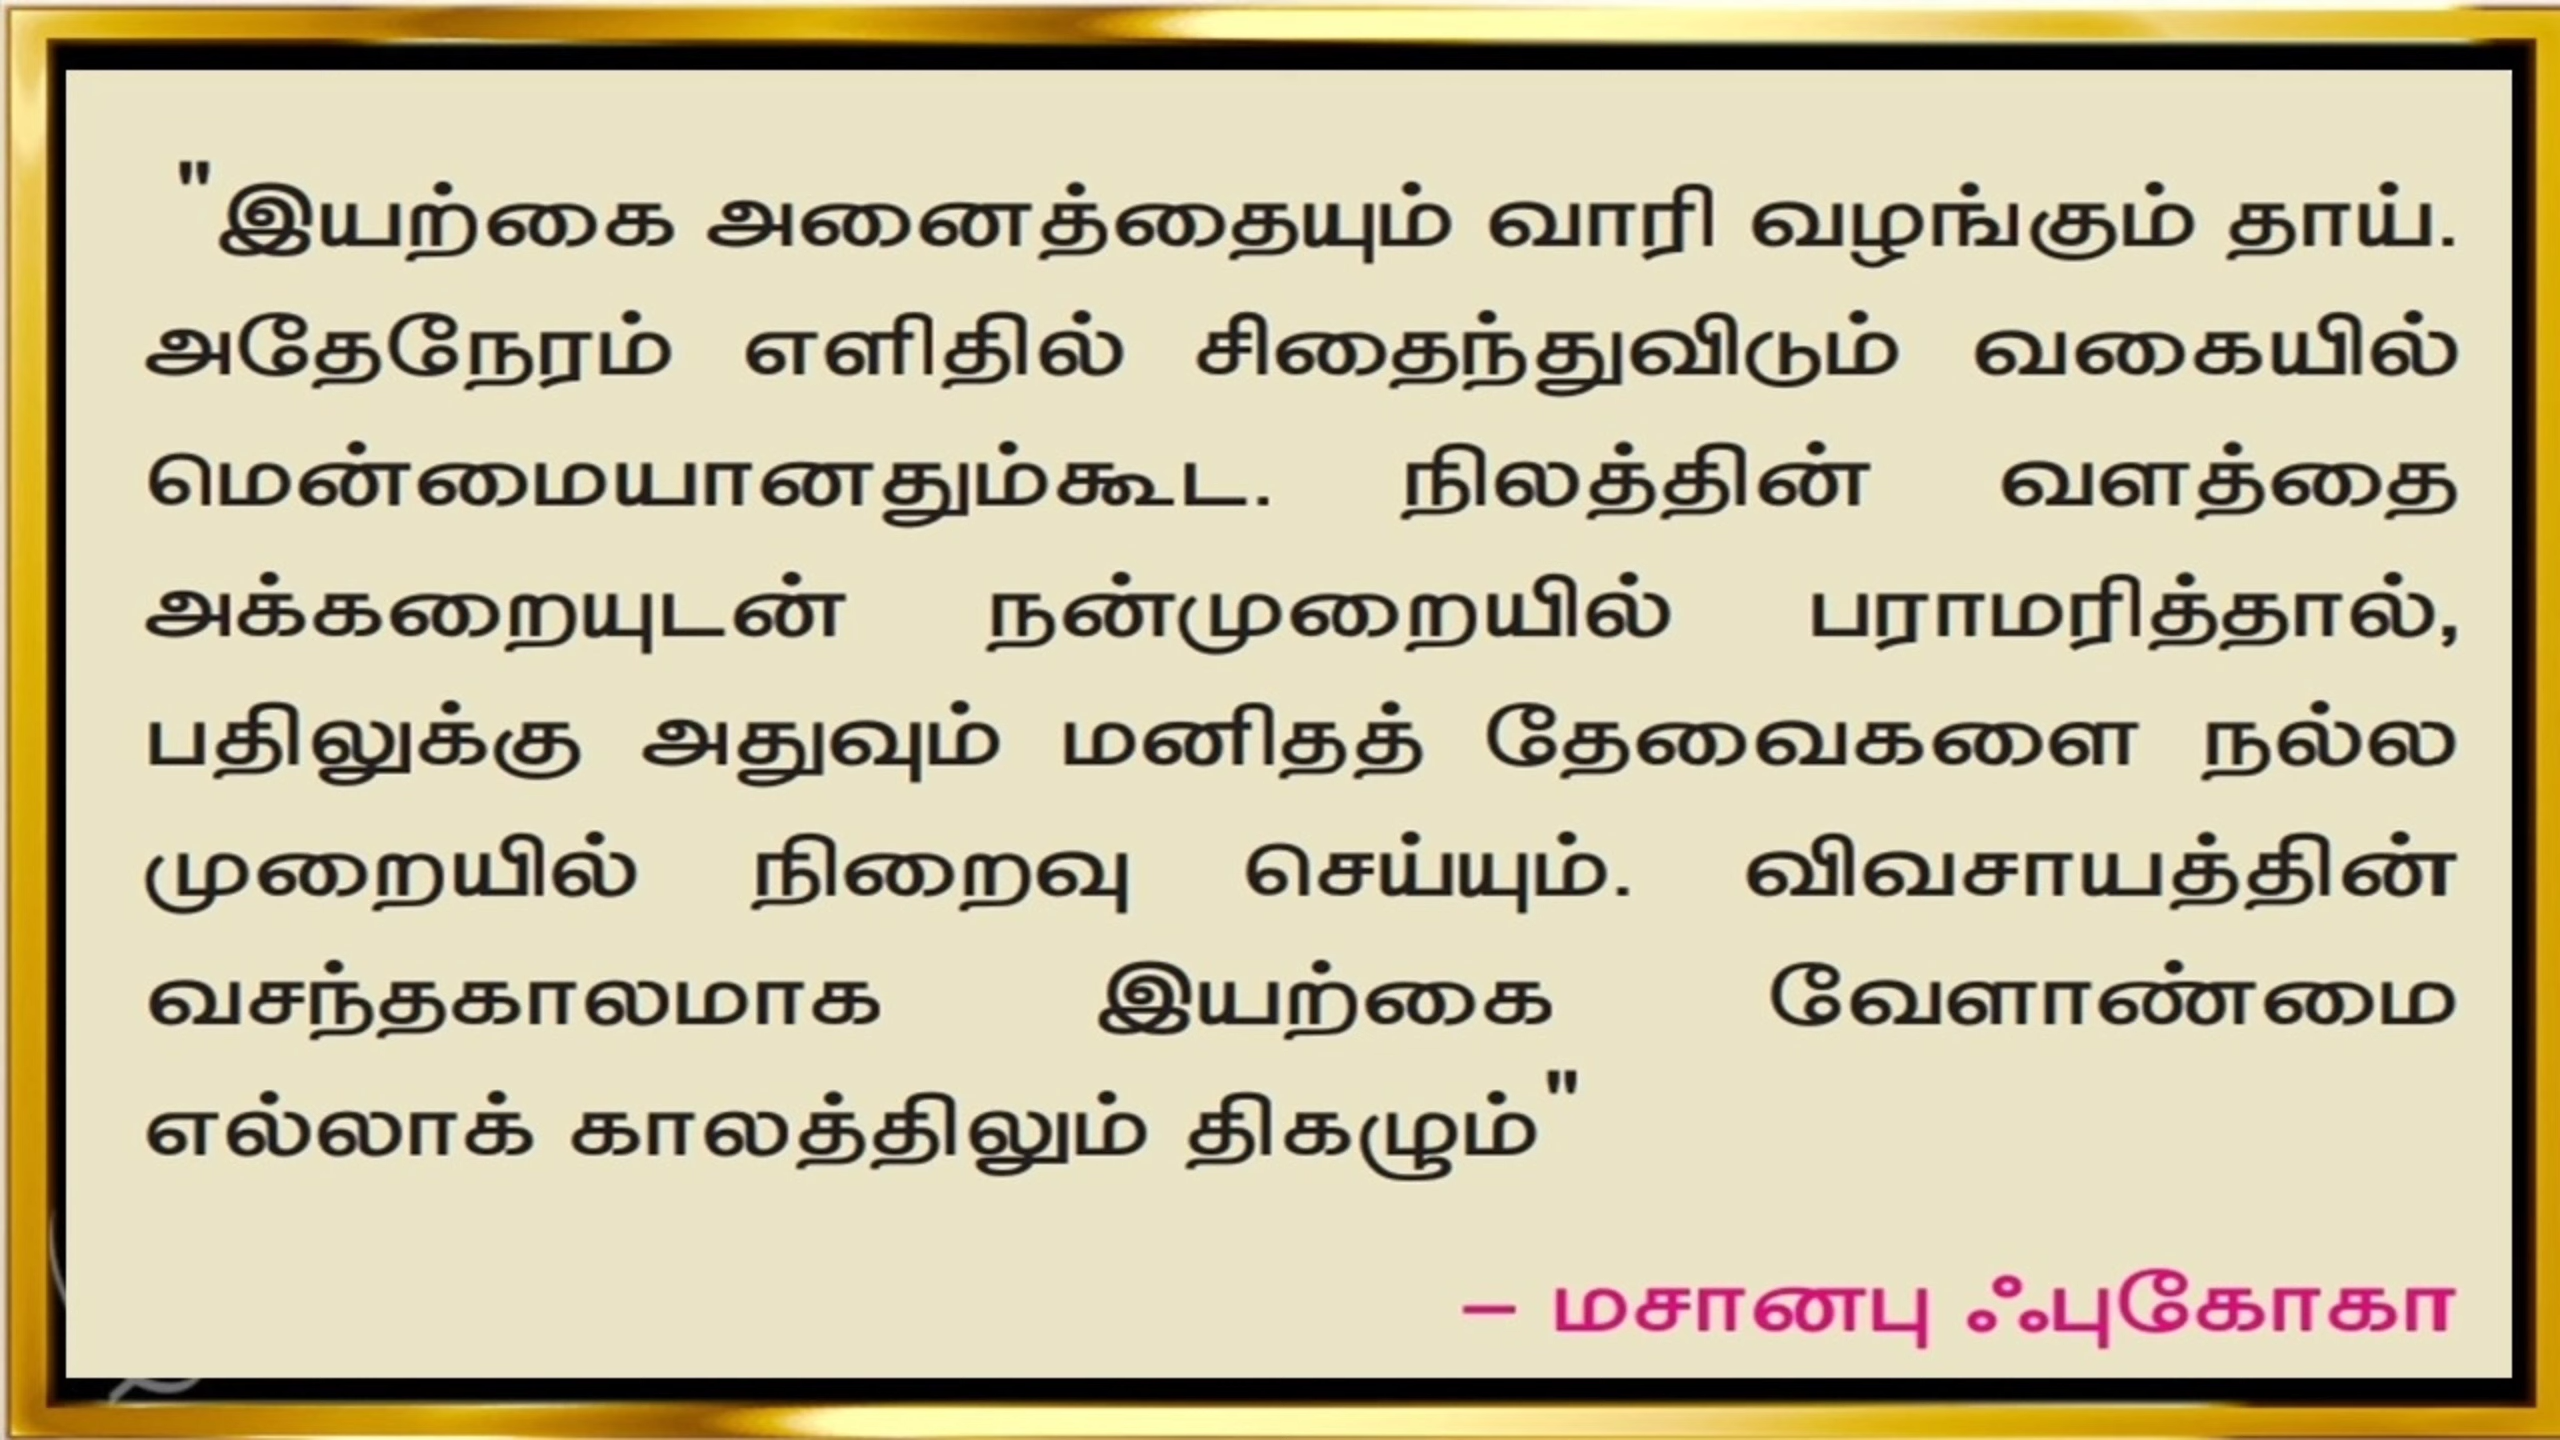 "இயற்கை அனைத்தையும் வாரி வழங்கும் தாய்.
அதேநேரம் எளிதில் சிதைந்துவிடும் வகையில்
மென்மையானதும்கூட. நிலத்தின் வளத்தை
அக்கறையுடன் நன்முறையில் பராமரித்தால்,
பதிலுக்கு அதுவும் மனிதத் தேவைகளை நல்ல
முறையில் நிறைவு செய்யும். விவசாயத்தின்
வசந்தகாலமாக இயற்கை வேளாண்மை
எல்லாக் காலத்திலும் திகழும்"
– மசானபு ஃபுகோகா